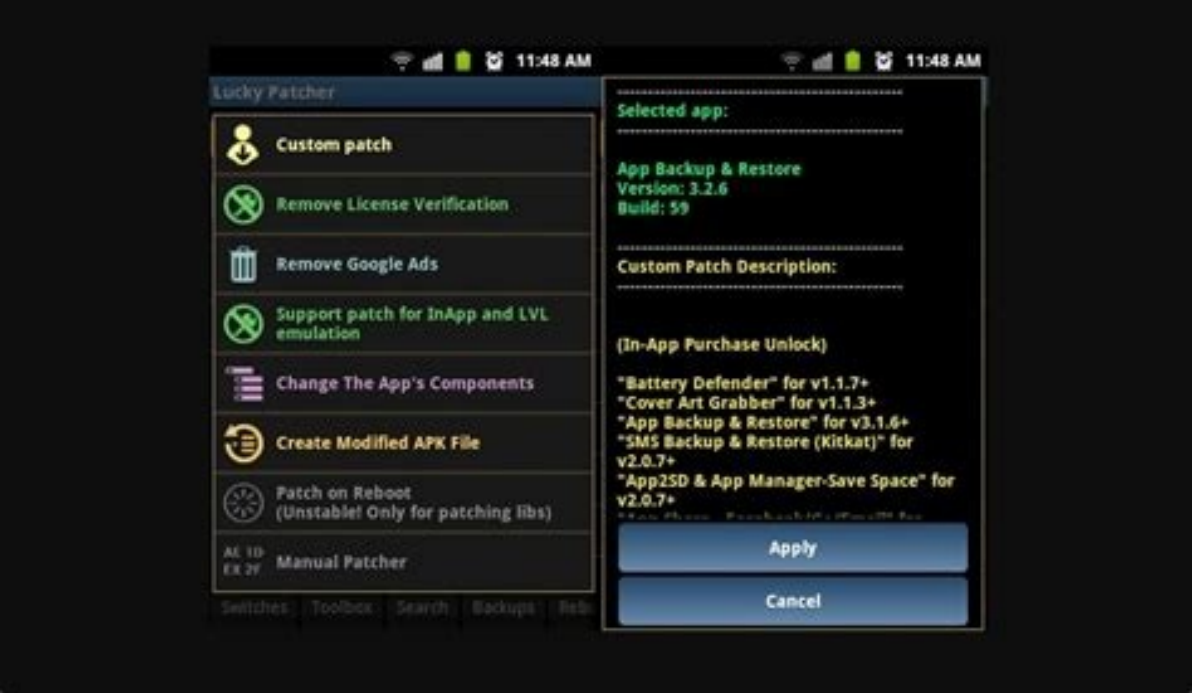 11:48 AM
Lucky Patcher
Custom patch
Remove License Verification
Remove Google Ads
Support patch for InApp and LVL
emulation
Change The App's Components
Create Modified APK File
Patch on Reboot
(Unstable! Only for patching libs)
AE 1D
EX 2F
Manual Patcher
Switches Toolbox Search Backups
11:48 AM
Selected app:
App Backup & Restore
Version: 3.2.6
Build: 59
Custom Patch Description:
(In-App Purchase Unlock)
"Battery Defender" for v1.1.7+
"Cover Art Grabber" for v1.1.3+
"App Backup & Restore" for v3.1.6+
"SMS Backup & Restore (Kitkat)" for
v2.0.7+
"App2SD & App Manager-Save Space" for
v2.0.7+
Apply
Cancel